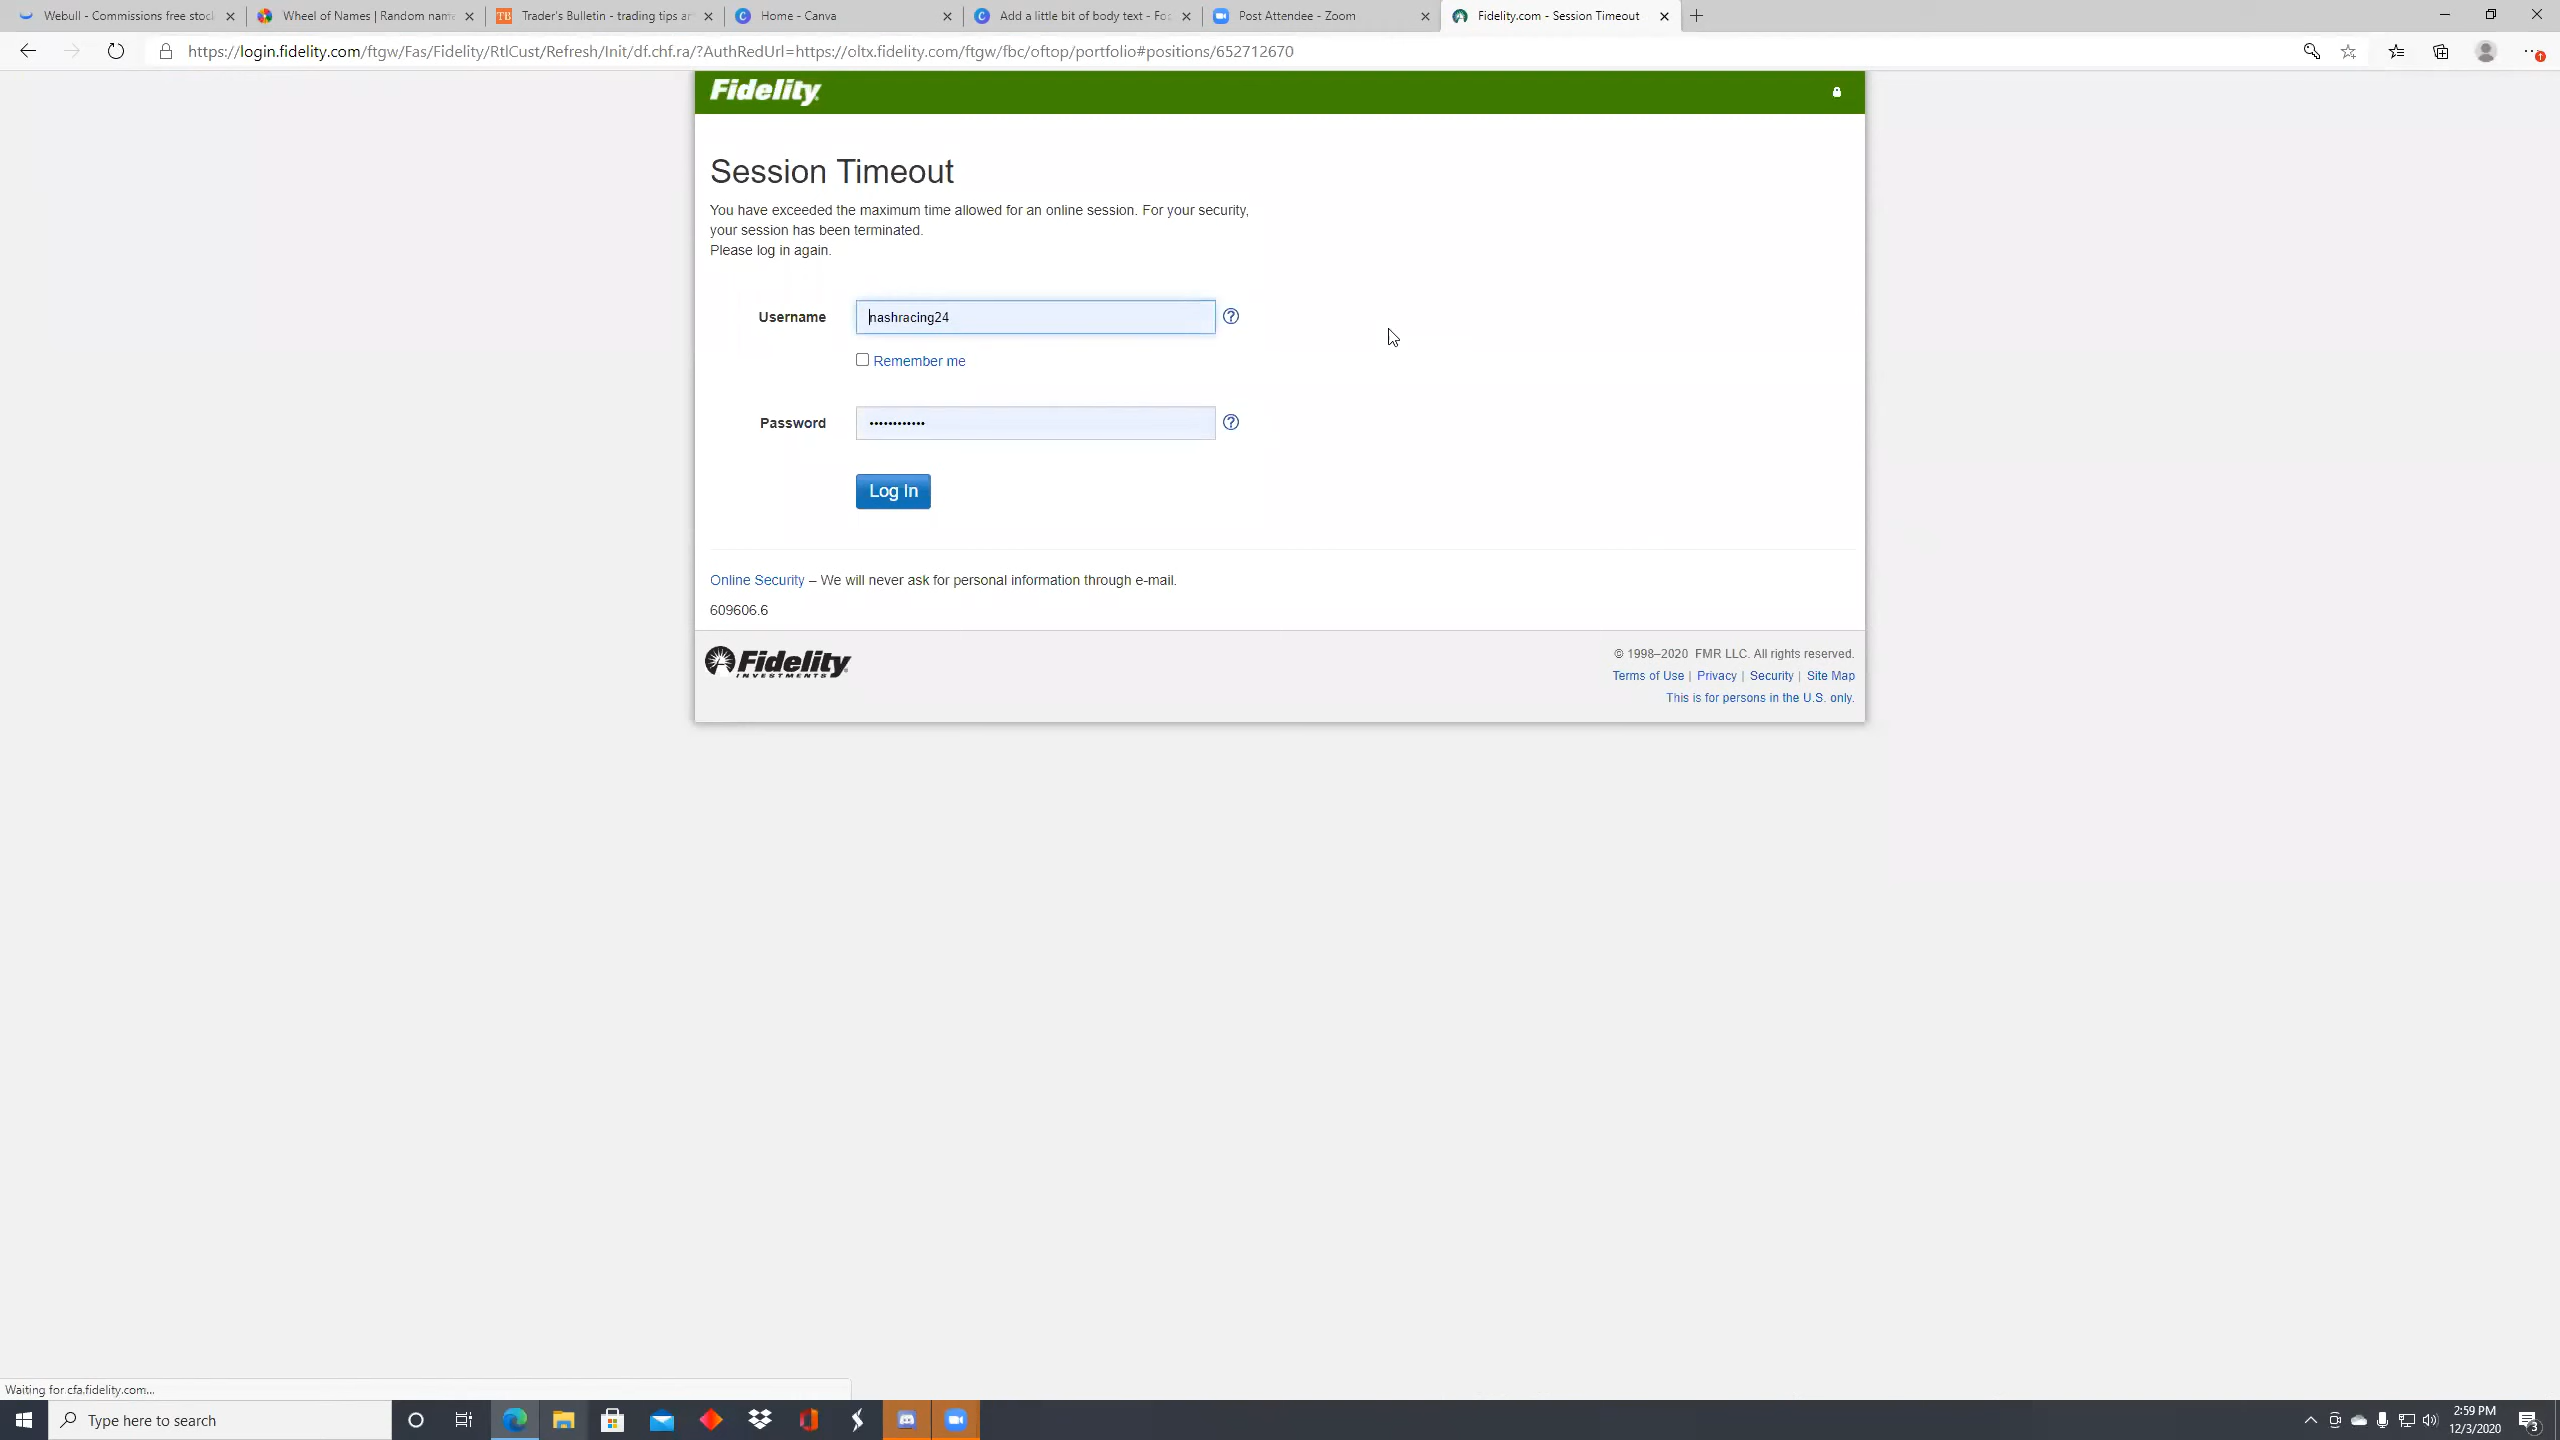 Webull - Commissions free stock
Wheel of Names | Random name
TB
Trader's Bulletin - trading tips an
C
Home - Canva
C
Add a little bit of body text - Fo
Post Attendee - Zoom
Fidelity.com - Session Timeout
https://login.fidelity.com/ftgw/Fas/Fidelity/RtlCust/Refresh/Init/df.chf.ra/?AuthRedUrl=https://oltx.fidelity.com/ftgw/fbc/oftop/portfolio#positions/652712670
Fidelity
Session Timeout
You have exceeded the maximum time allowed for an online session. For your security,
your session has been terminated.
Please log in again.
Username
nashracing24
?
Remember me
Password
••••••••••••
?
Log In
Online Security – We will never ask for personal information through e-mail.
609606.6
Fidelity
INVESTMENTS
© 1998–2020 FMR LLC. All rights reserved.
Terms of Use | Privacy | Security | Site Map
This is for persons in the U.S. only.
Waiting for cfa.fidelity.com...
Type here to search
2:59 PM
12/3/2020
3